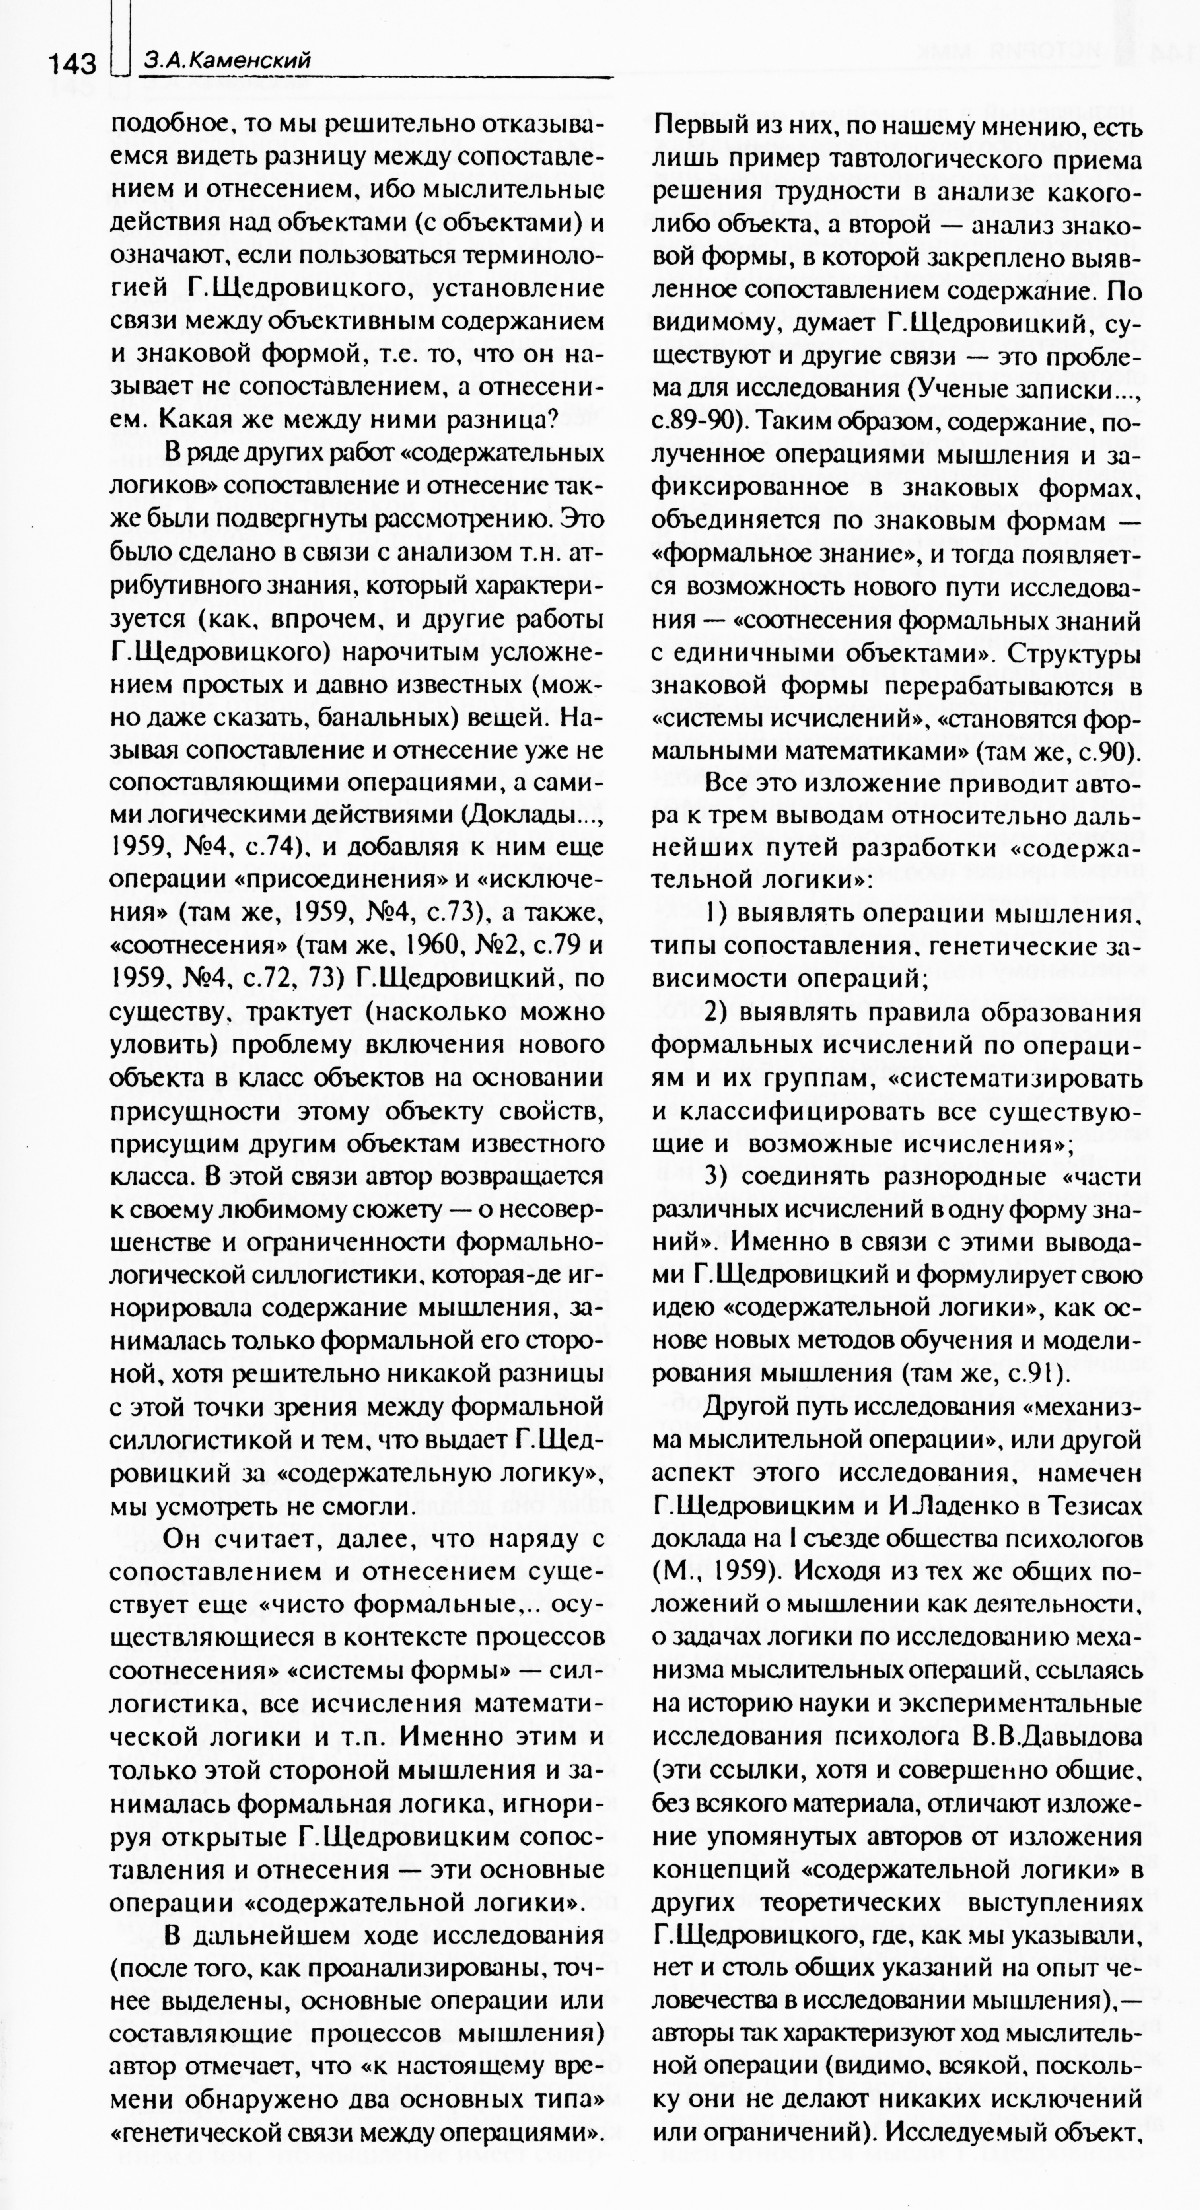 143
З.А.Каменский
подобное, то мы решительно отказыва-
емся видеть разницу между сопоставле-
нием и отнесением, ибо мыслительные
действия над объектами (с объектами) и
означают, если пользоваться терминоло-
гией Г.Щедровицкого, установление
связи между объективным содержанием
и знаковой формой, т.е. то, что он на-
зывает не сопоставлением, а отнесени-
ем. Какая же между ними разница?
В ряде других работ «содержательных
логиков» сопоставление и отнесение так-
же были подвергнуты рассмотрению. Это
было сделано в связи с анализом т.н. ат-
рибутивного знания, который характери-
зуется (как, впрочем, и другие работы
Г.Щедровицкого) нарочитым усложне-
нием простых и давно известных (мож-
но даже сказать, банальных) вещей. На-
зывая сопоставление и отнесение уже не
сопоставляющими операциями, а сами-
ми логическими действиями (Доклады...,
1959, №4, с.74), и добавляя к ним еще
операции «присоединения» и «исключе-
ния» (там же, 1959, №4, с.73), а также,
«соотнесения» (там же, 1960, №2, с.79 и
1959, №4, с.72, 73) Г.Щедровицкий, по
существу, трактует (насколько можно
уловить) проблему включения нового
объекта в класс объектов на основании
присущности этому объекту свойств,
присущим другим объектам известного
класса. В этой связи автор возвращается
к своему любимому сюжету — о несовер-
шенстве и ограниченности формально-
логической силлогистики, которая-де иг-
норировала содержание мышления, за-
нималась только формальной его сторо-
ной, хотя решительно никакой разницы
с этой точки зрения между формальной
силлогистикой и тем, что выдает Г.Щед-
ровицкий за «содержательную логику»,
мы усмотреть не смогли.
Он считает, далее, что наряду с
сопоставлением и отнесением суще-
ствует еще «чисто формальные,.. осу-
ществляющиеся в контексте процессов
соотнесения» «системы формы» — сил-
логистика, все исчисления математи-
ческой логики и т.п. Именно этим и
только этой стороной мышления и за-
нималась формальная логика, игнори-
руя открытые Г.Щедровицким сопос-
тавления и отнесения — эти основные
операции «содержательной логики».
В дальнейшем ходе исследования
(после того, как проанализированы, точ-
нее выделены, основные операции или
составляющие процессов мышления)
автор отмечает, что «к настоящему вре-
мени обнаружено два основных типа»
«генетической связи между операциями».
Первый из них, по нашему мнению, есть
лишь пример тавтологического приема
решения трудности в анализе какого-
либо объекта, а второй — анализ знако-
вой формы, в которой закреплено выяв-
ленное сопоставлением содержание. По
видимому, думает Г.Щедровицкий, су-
ществуют и другие связи — это пробле-
ма для исследования (Ученые записки...,
с.89-90). Таким образом, содержание, по-
лученное операциями мышления и за-
фиксированное в знаковых формах,
объединяется по знаковым формам —
«формальное знание», и тогда появляет-
ся возможность нового пути исследова-
ния — «соотнесения формальных знаний
с единичными объектами». Структуры
знаковой формы перерабатываются в
«системы исчислений», «становятся фор-
мальными математиками» (там же, с.90).
Все это изложение приводит авто-
ра к трем выводам относительно даль-
нейших путей разработки «содержа-
тельной логики»:
1) выявлять операции мышления,
типы сопоставления, генетические за-
висимости операций;
2) выявлять правила образования
формальных исчислений по операци-
ям и их группам, «систематизировать
и классифицировать все существую-
щие и возможные исчисления»;
3) соединять разнородные «части
различных исчислений в одну форму зна-
ний». Именно в связи с этими вывода-
ми Г.Щедровицкий и формулирует свою
идею «содержательной логики», как ос-
нове новых методов обучения и модели-
рования мышления (там же, с.91).
Другой путь исследования «механиз-
ма мыслительной операции», или другой
аспект этого исследования, намечен
Г.Щедровицким и И.Ладенко в Тезисах
доклада на I съезде общества психологов
(М., 1959). Исходя из тех же общих по-
ложений о мышлении как деятельности,
о задачах логики по исследованию меха-
низма мыслительных операций, ссылаясь
на историю науки и экспериментальные
исследования психолога В.В.Давыдова
(эти ссылки, хотя и совершенно общие,
без всякого материала, отличают изложе-
ние упомянутых авторов от изложения
концепций «содержательной логики» в
других теоретических выступлениях
Г.Щедровицкого, где, как мы указывали,
нет и столь общих указаний на опыт че-
ловечества в исследовании мышления),—
авторы так характеризуют ход мыслитель-
ной операции (видимо, всякой, посколь-
ку они не делают никаких исключений
или ограничений). Исследуемый объект,